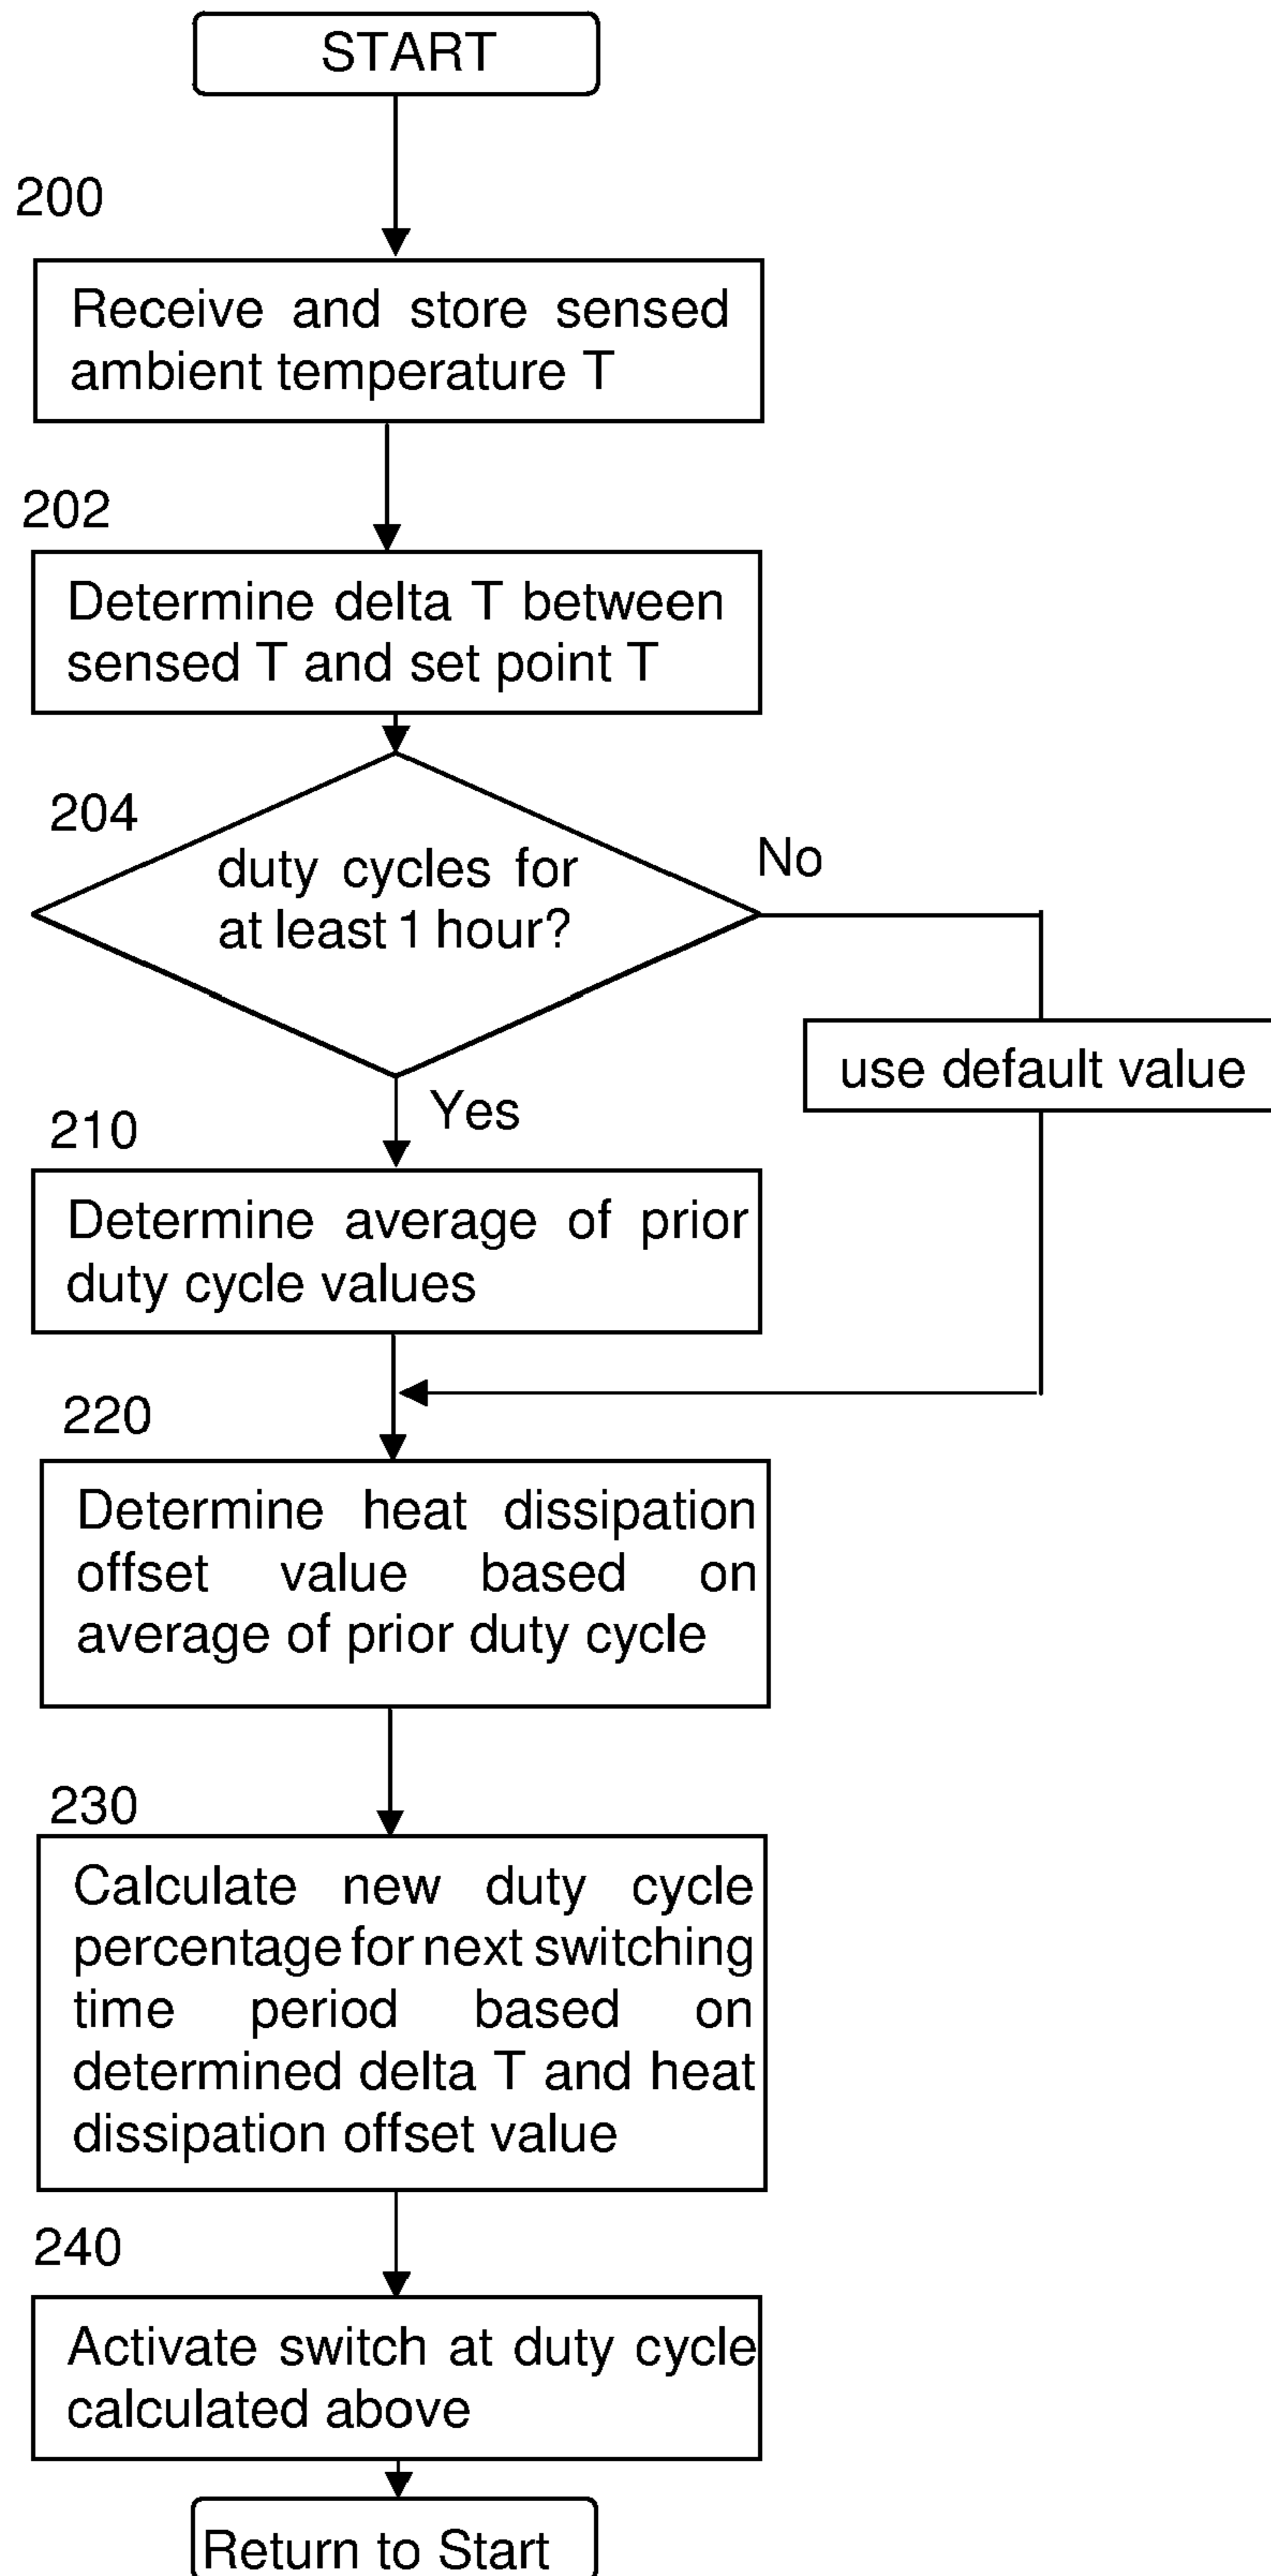 START
200
Receive and store sensed
ambient temperature T
202
Determine delta T between
sensed T and set point T
204
duty cycles for
at least 1 hour?
No
use default value
Yes
210
Determine average of prior
duty cycle values
220
Determine heat dissipation
offset value based on
average of prior duty cycle
230
Calculate new duty cycle
percentage for next switching
time period based on
determined delta T and heat
dissipation offset value
240
Activate switch at duty cycle
calculated above
Return to Start